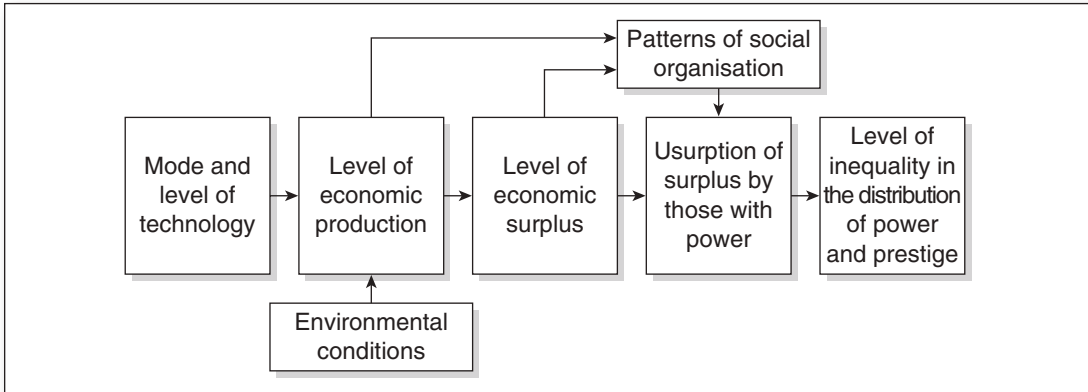 Patterns of social
organisation
Mode and
level of
technology
Level of
economic
production
Level of
economic
surplus
Usurption of
surplus by
those with
power
Level of
inequality in
the distribution
of power
and prestige
Environmental
conditions